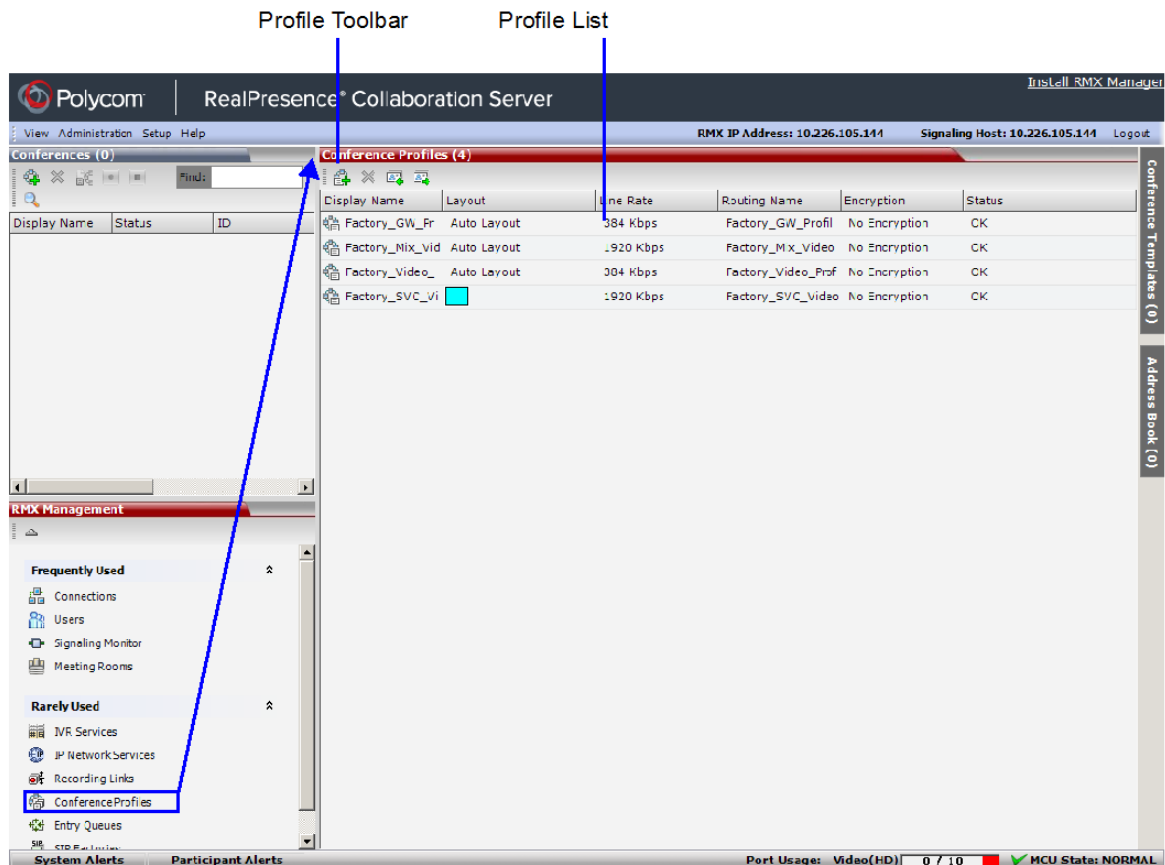 Profile Toolbar Profile List
Install RMX Manager
Polycom RealPresence® Collaboration Server
View Administration Setup Help RMX IP Address: 10.226.105.144 Signaling Host: 10.226.105.144 Logout
Conferences (0)
Find:
Display Name Status ID
Conference Profiles (4)
Display Name Layout Line Rate Routing Name Encryption Status
Factory_GW_Pr Auto Layout 384 Kbps Factory_GW_Profil No Encryption OK
Factory_Mix_Vid Auto Layout 1920 Kbps Factory_Mix_Video No Encryption OK
Factory_Video_ Auto Layout 384 Kbps Factory_Video_Prof No Encryption OK
Factory_SVC_Vi 1920 Kbps Factory_SVC_Video No Encryption OK
Conference Templates (0)
Address Book (0)
RMX Management
Frequently Used
Connections
Users
Signaling Monitor
Meeting Rooms
Rarely Used
IVR Services
IP Network Services
Recording Links
Conference Profiles
Entry Queues
SIP Factories
System Alerts Participant Alerts Port Usage: Video(HD) 0 / 10 MCU State: NORMAL